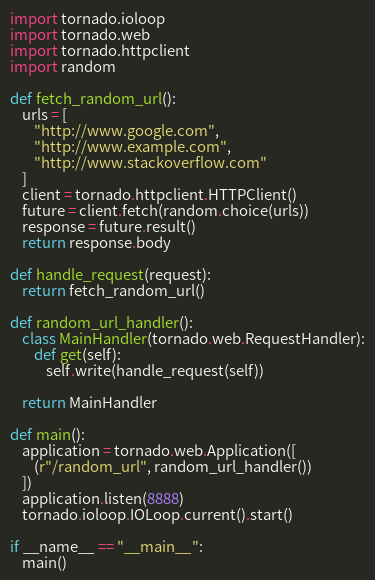 import tornado.ioloop
import tornado.web
import tornado.httpclient
import random

def fetch_random_url():
    urls = [
        "http://www.google.com",
        "http://www.example.com",
        "http://www.stackoverflow.com"
    ]
    client = tornado.httpclient.HTTPClient()
    future = client.fetch(random.choice(urls))
    response = future.result()
    return response.body

def handle_request(request):
    return fetch_random_url()

def random_url_handler():
    class MainHandler(tornado.web.RequestHandler):
        def get(self):
            self.write(handle_request(self))

    return MainHandler

def main():
    application = tornado.web.Application([
        (r"/random_url", random_url_handler())
    ])
    application.listen(8888)
    tornado.ioloop.IOLoop.current().start()

if __name__ == "__main__":
    main()